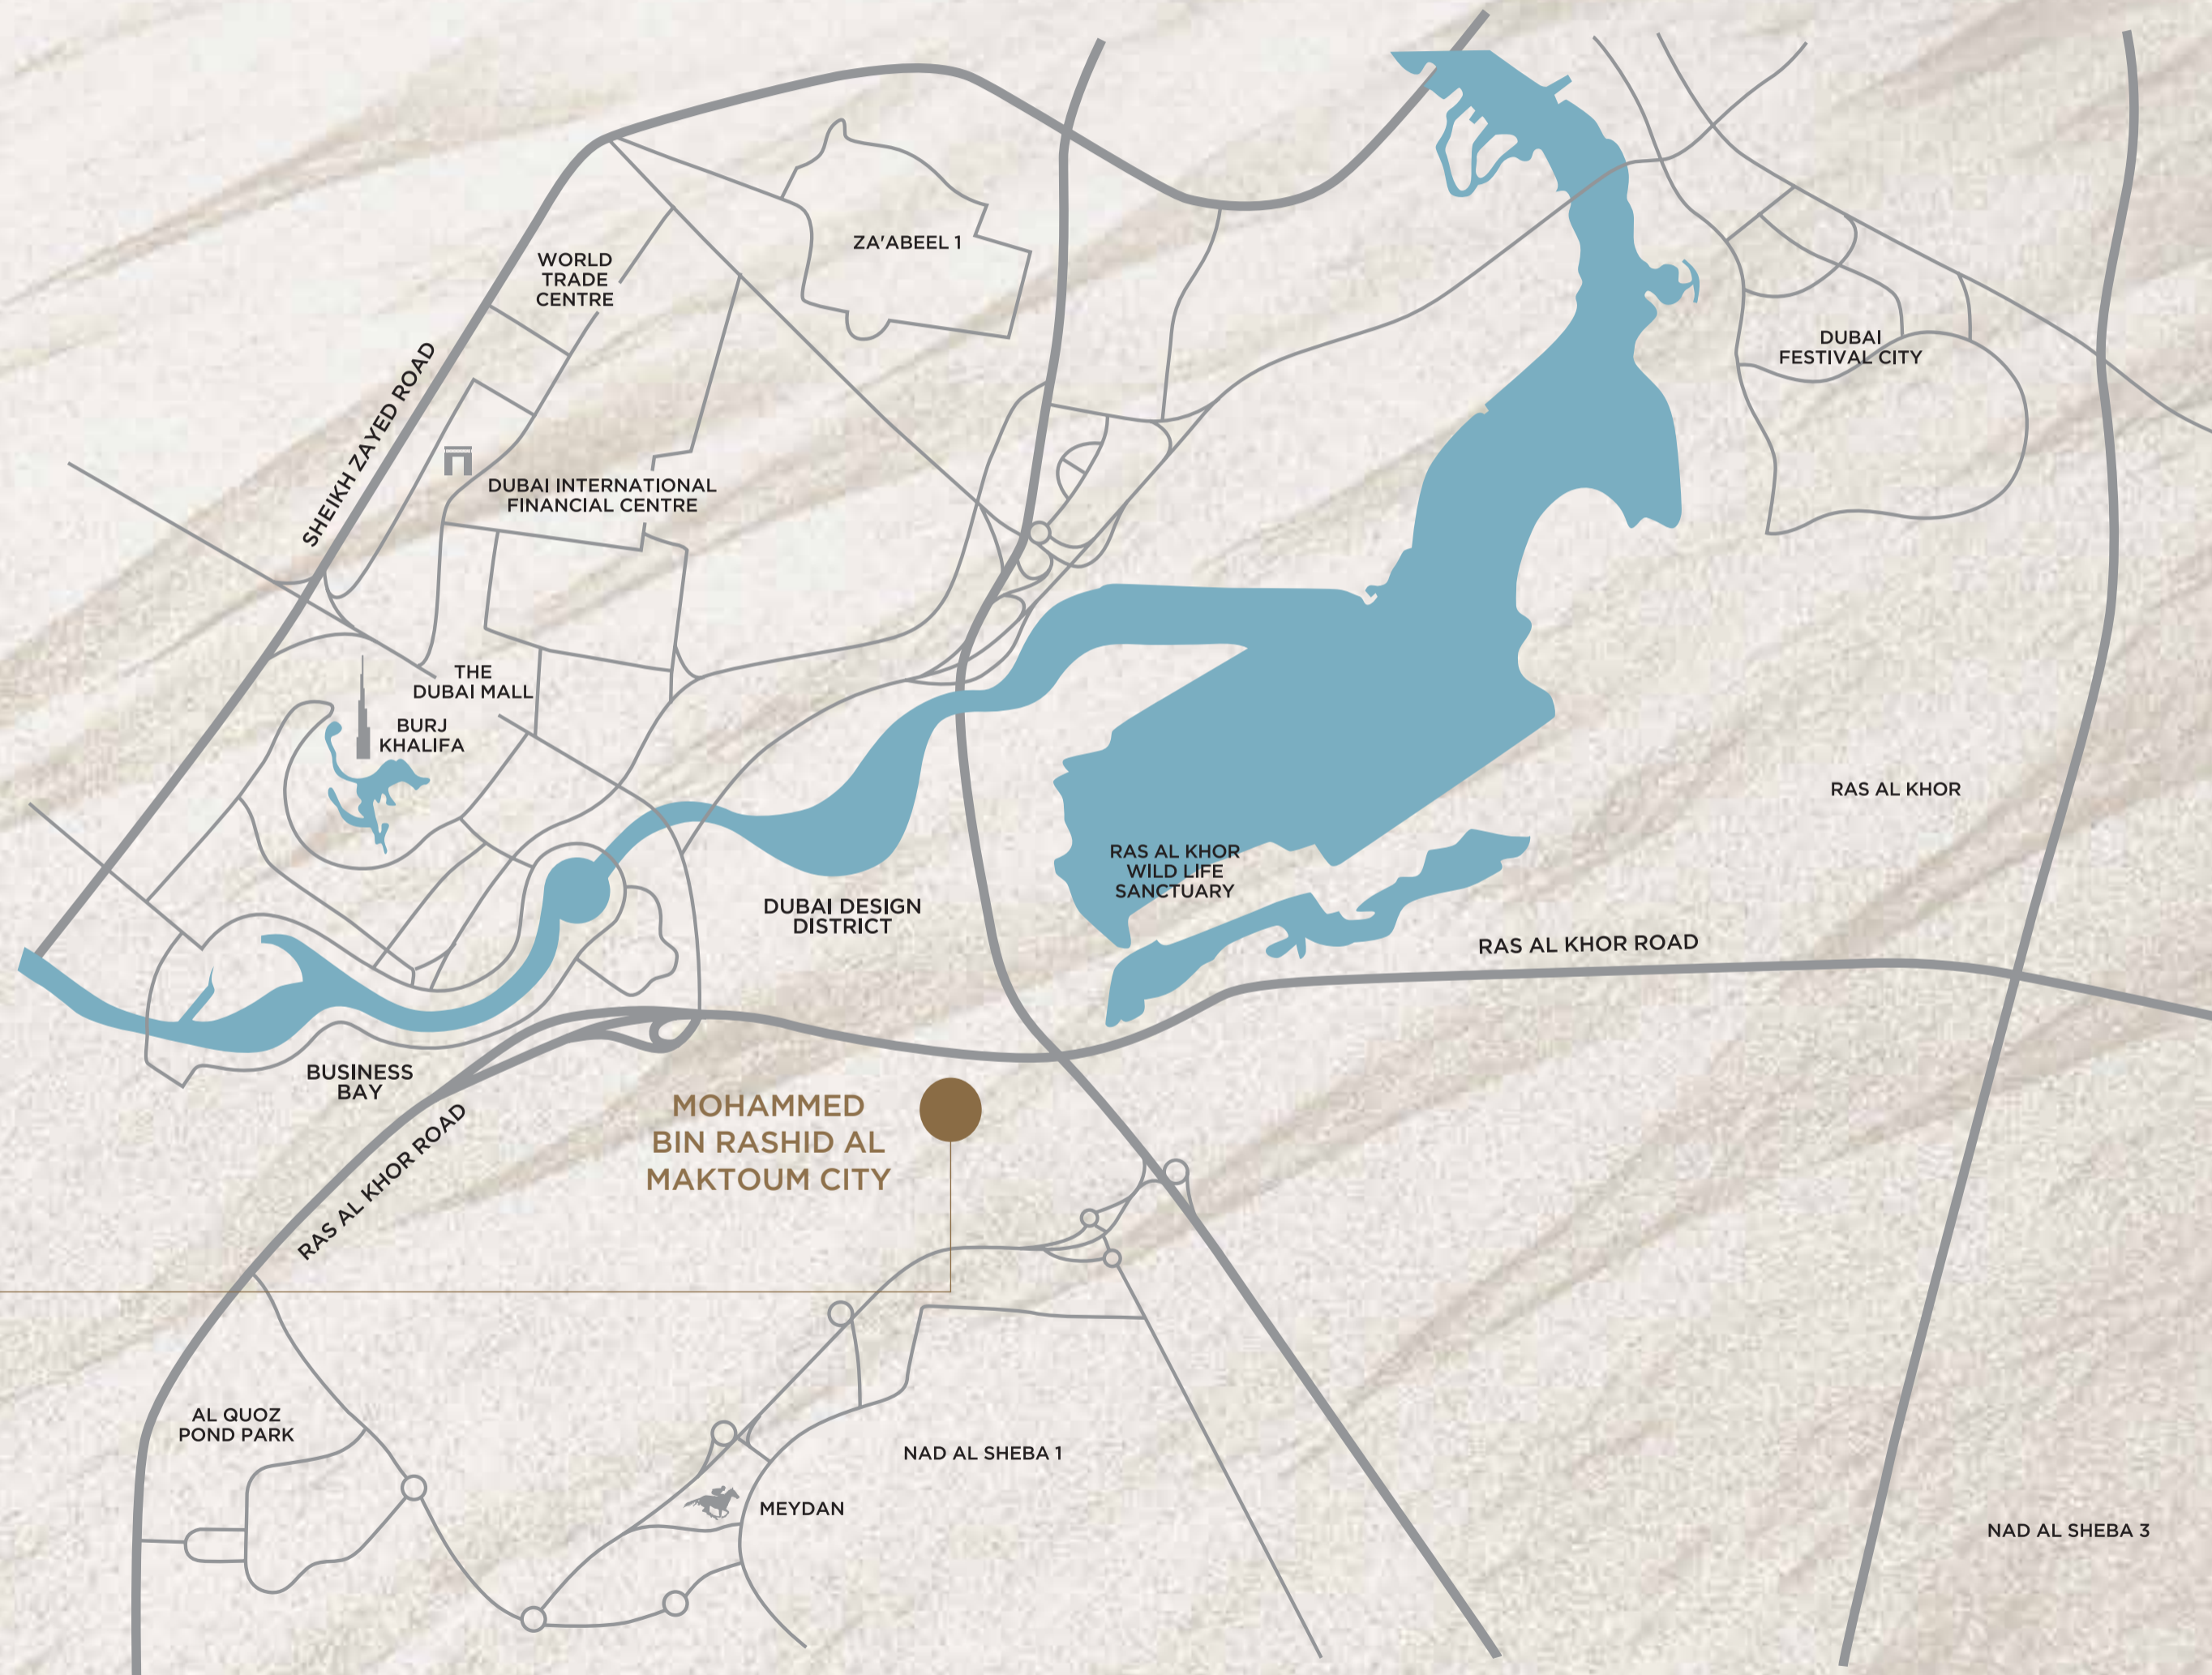 ZA'ABEEL 1
WORLD
TRADE
CENTRE
DUBAI
FESTIVAL CITY
SHEIKH ZAYED ROAD
DUBAI INTERNATIONAL
FINANCIAL CENTRE
THE
DUBAI MALL
BURJ
KHALIFA
RAS AL KHOR
RAS AL KHOR
WILD LIFE
SANCTUARY
DUBAI DESIGN
DISTRICT
RAS AL KHOR ROAD
BUSINESS
BAY
MOHAMMED
BIN RASHID AL
MAKTOUM CITY
RAS AL KHOR ROAD
AL QUOZ
POND PARK
NAD AL SHEBA 1
MEYDAN
NAD AL SHEBA 3